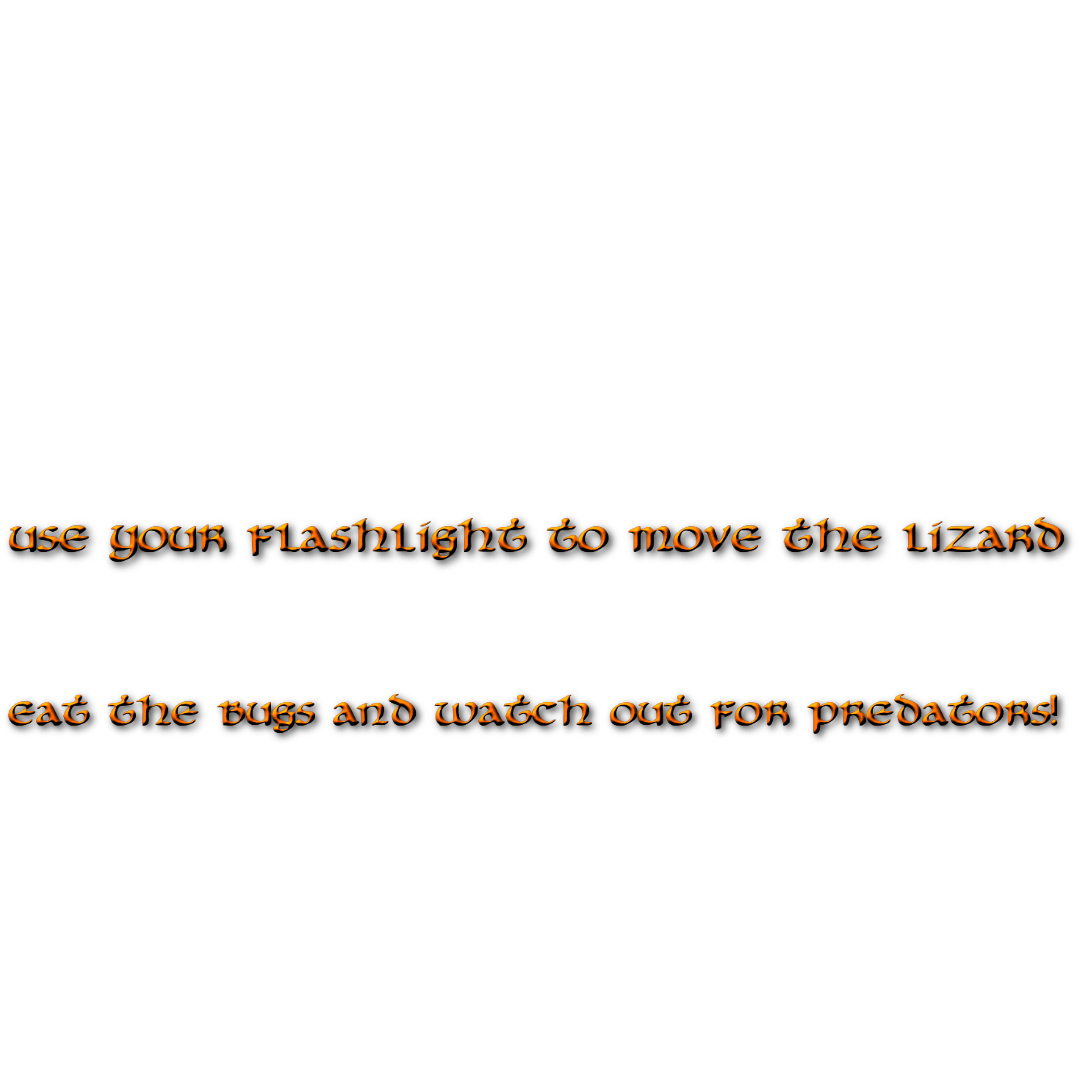 use your flashlight to move the lizard
eat the bugs and watch out for predators!